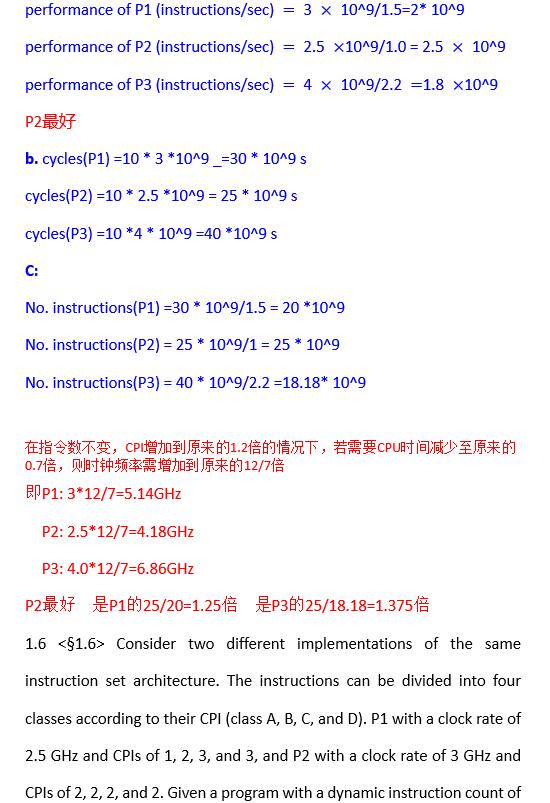 performance of P1 (instructions/sec) = 3 × 10^9/1.5=2* 10^9
performance of P2 (instructions/sec) = 2.5 ×10^9/1.0 = 2.5 × 10^9
performance of P3 (instructions/sec) = 4 × 10^9/2.2 =1.8 ×10^9
P2最好
b. cycles(P1) =10 * 3 *10^9 _=30 * 10^9 s
cycles(P2) =10 * 2.5 *10^9 = 25 * 10^9 s
cycles(P3) =10 *4 * 10^9 =40 *10^9 s
C:
No. instructions(P1) =30 * 10^9/1.5 = 20 *10^9
No. instructions(P2) = 25 * 10^9/1 = 25 * 10^9
No. instructions(P3) = 40 * 10^9/2.2 =18.18* 10^9
在指令数不变，CPI增加到原来的1.2倍的情况下，若需要CPU时间减少至原来的
0.7倍，则时钟频率需增加到原来的12/7倍
即P1: 3*12/7=5.14GHz
P2: 2.5*12/7=4.18GHz
P3: 4.0*12/7=6.86GHz
P2最好 是P1的25/20=1.25倍 是P3的25/18.18=1.375倍
1.6 <§1.6> Consider two different implementations of the same
instruction set architecture. The instructions can be divided into four
classes according to their CPI (class A, B, C, and D). P1 with a clock rate of
2.5 GHz and CPIs of 1, 2, 3, and 3, and P2 with a clock rate of 3 GHz and
CPIs of 2, 2, 2, and 2. Given a program with a dynamic instruction count of